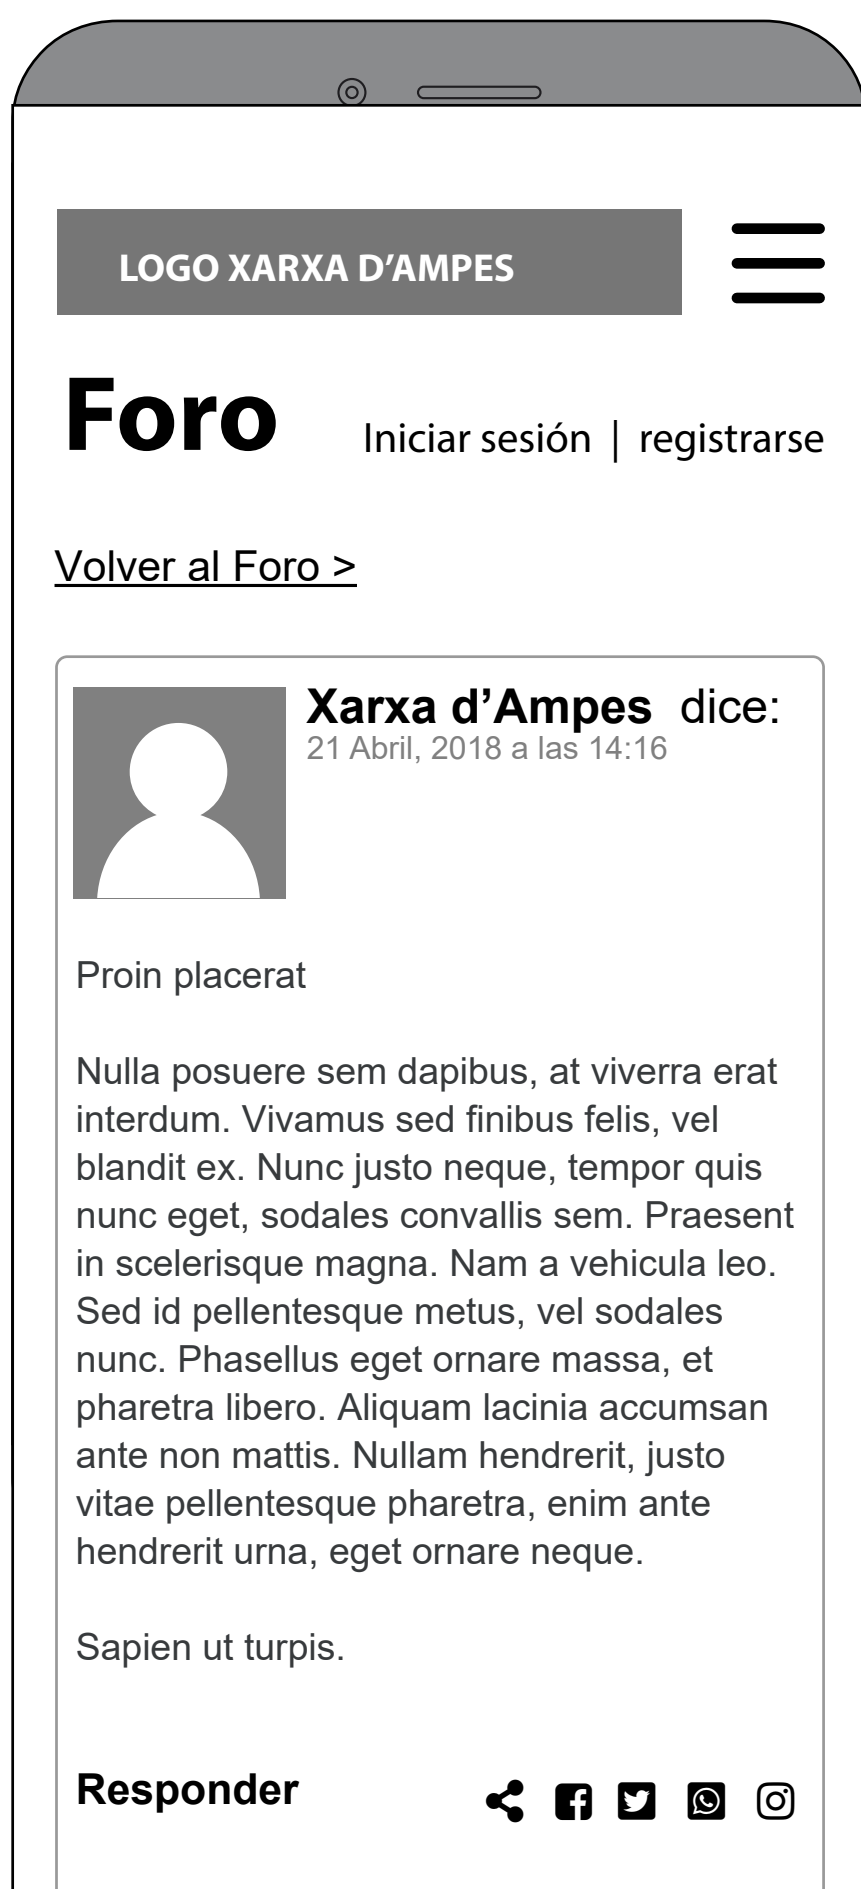 LOGO XARXA D’AMPES
Foro
Iniciar sesión | registrarse
Volver al Foro >
Xarxa d’Ampes dice:
21 Abril, 2018 a las 14:16
Proin placerat
Nulla posuere sem dapibus, at viverra erat
interdum. Vivamus sed finibus felis, vel
blandit ex. Nunc justo neque, tempor quis
nunc eget, sodales convallis sem. Praesent
in scelerisque magna. Nam a vehicula leo.
Sed id pellentesque metus, vel sodales
nunc. Phasellus eget ornare massa, et
pharetra libero. Aliquam lacinia accumsan
ante non mattis. Nullam hendrerit, justo
vitae pellentesque pharetra, enim ante
hendrerit urna, eget ornare neque.
Sapien ut turpis.
Responder